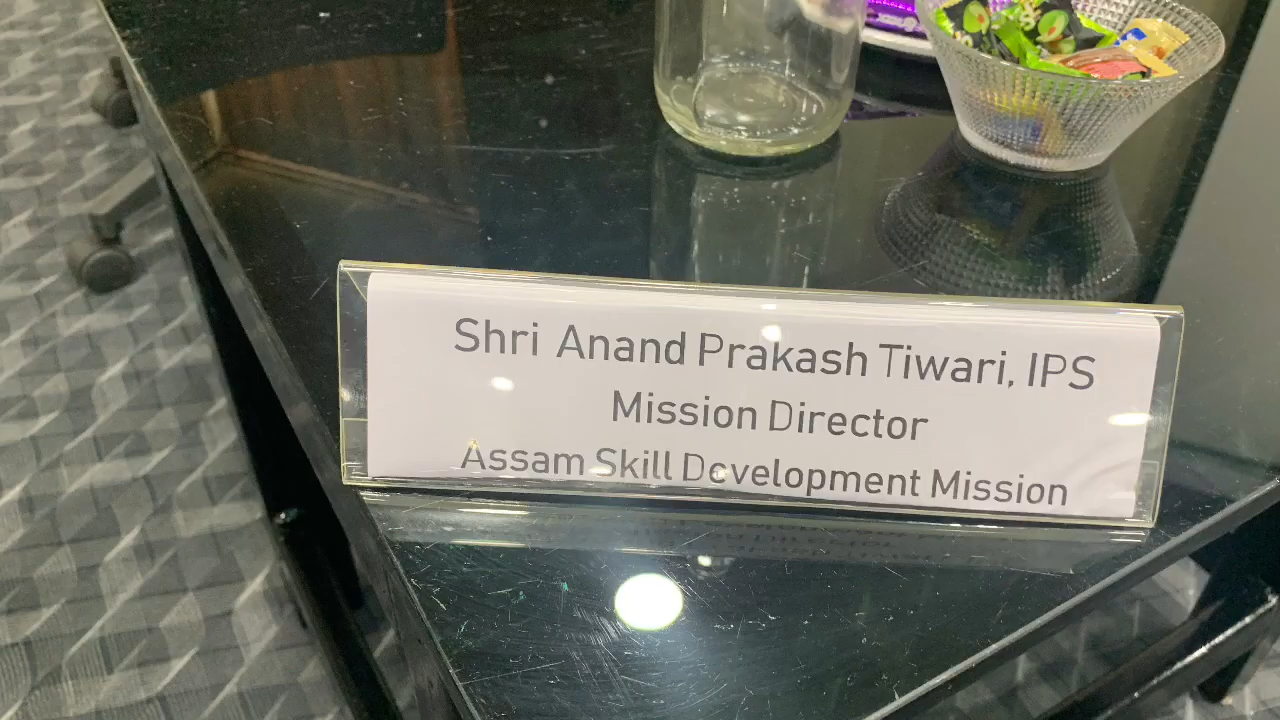 Shri Anand Prakash Tiwari, IPS
Mission Director
Assam Skill Development Mission